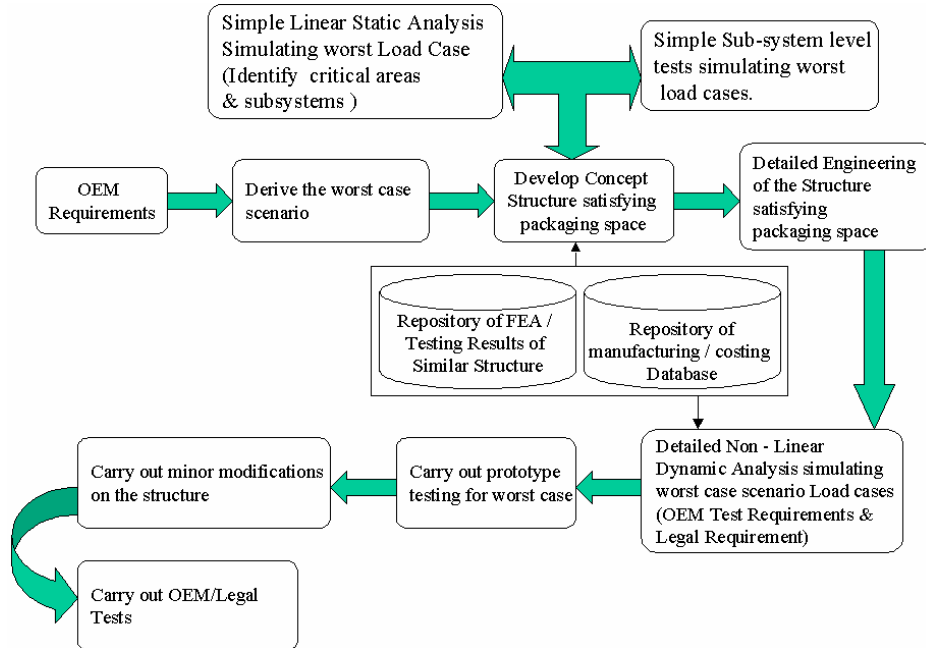 Simple Linear Static Analysis
Simulating worst Load Case
(Identify critical areas
& subsystems )
Simple Sub-system level
tests simulating worst
load cases.
OEM
Requirements
Derive the worst case
scenario
Develop Concept
Structure satisfying
packaging space
Detailed Engineering
of the Structure
satisfying
packaging space
Repository of FEA /
Testing Results of
Similar Structure
Repository of
manufacturing / costing
Database
Carry out minor modifications
on the structure
Carry out prototype
testing for worst case
Detailed Non - Linear
Dynamic Analysis simulating
worst case scenario Load cases
(OEM Test Requirements &
Legal Requirement)
Carry out OEM/Legal
Tests